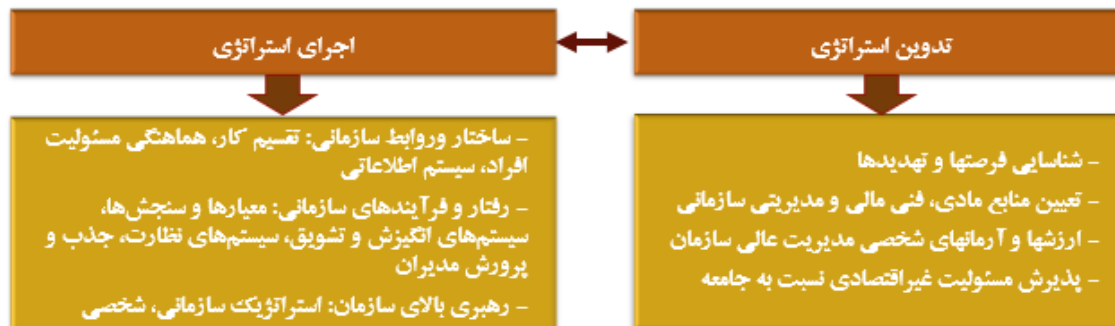 تدوین استراتژی
- شناسایی فرصتها و تهدیدها
- تعیین منابع مادی، فنی مالی و مدیریتی سازمانی
- ارزشها و آرمانهای شخصی مدیریت عالی سازمان
- پذیرش مسئولیت غیراقتصادی نسبت به جامعه
اجرای استراتژی
- ساختار وروابط سازمانی: تقسیم کار، هماهنگی مسئولیت
افراد، سیستم اطلاعاتی
- رفتار و فرآیندهای سازمانی: معیارها و سنجش‌ها،
سیستم‌های انگیزش و تشویق، سیستم‌های نظارت، جذب و
پرورش مدیران
- رهبری بالای سازمان: استراتژیک سازمانی، شخصی